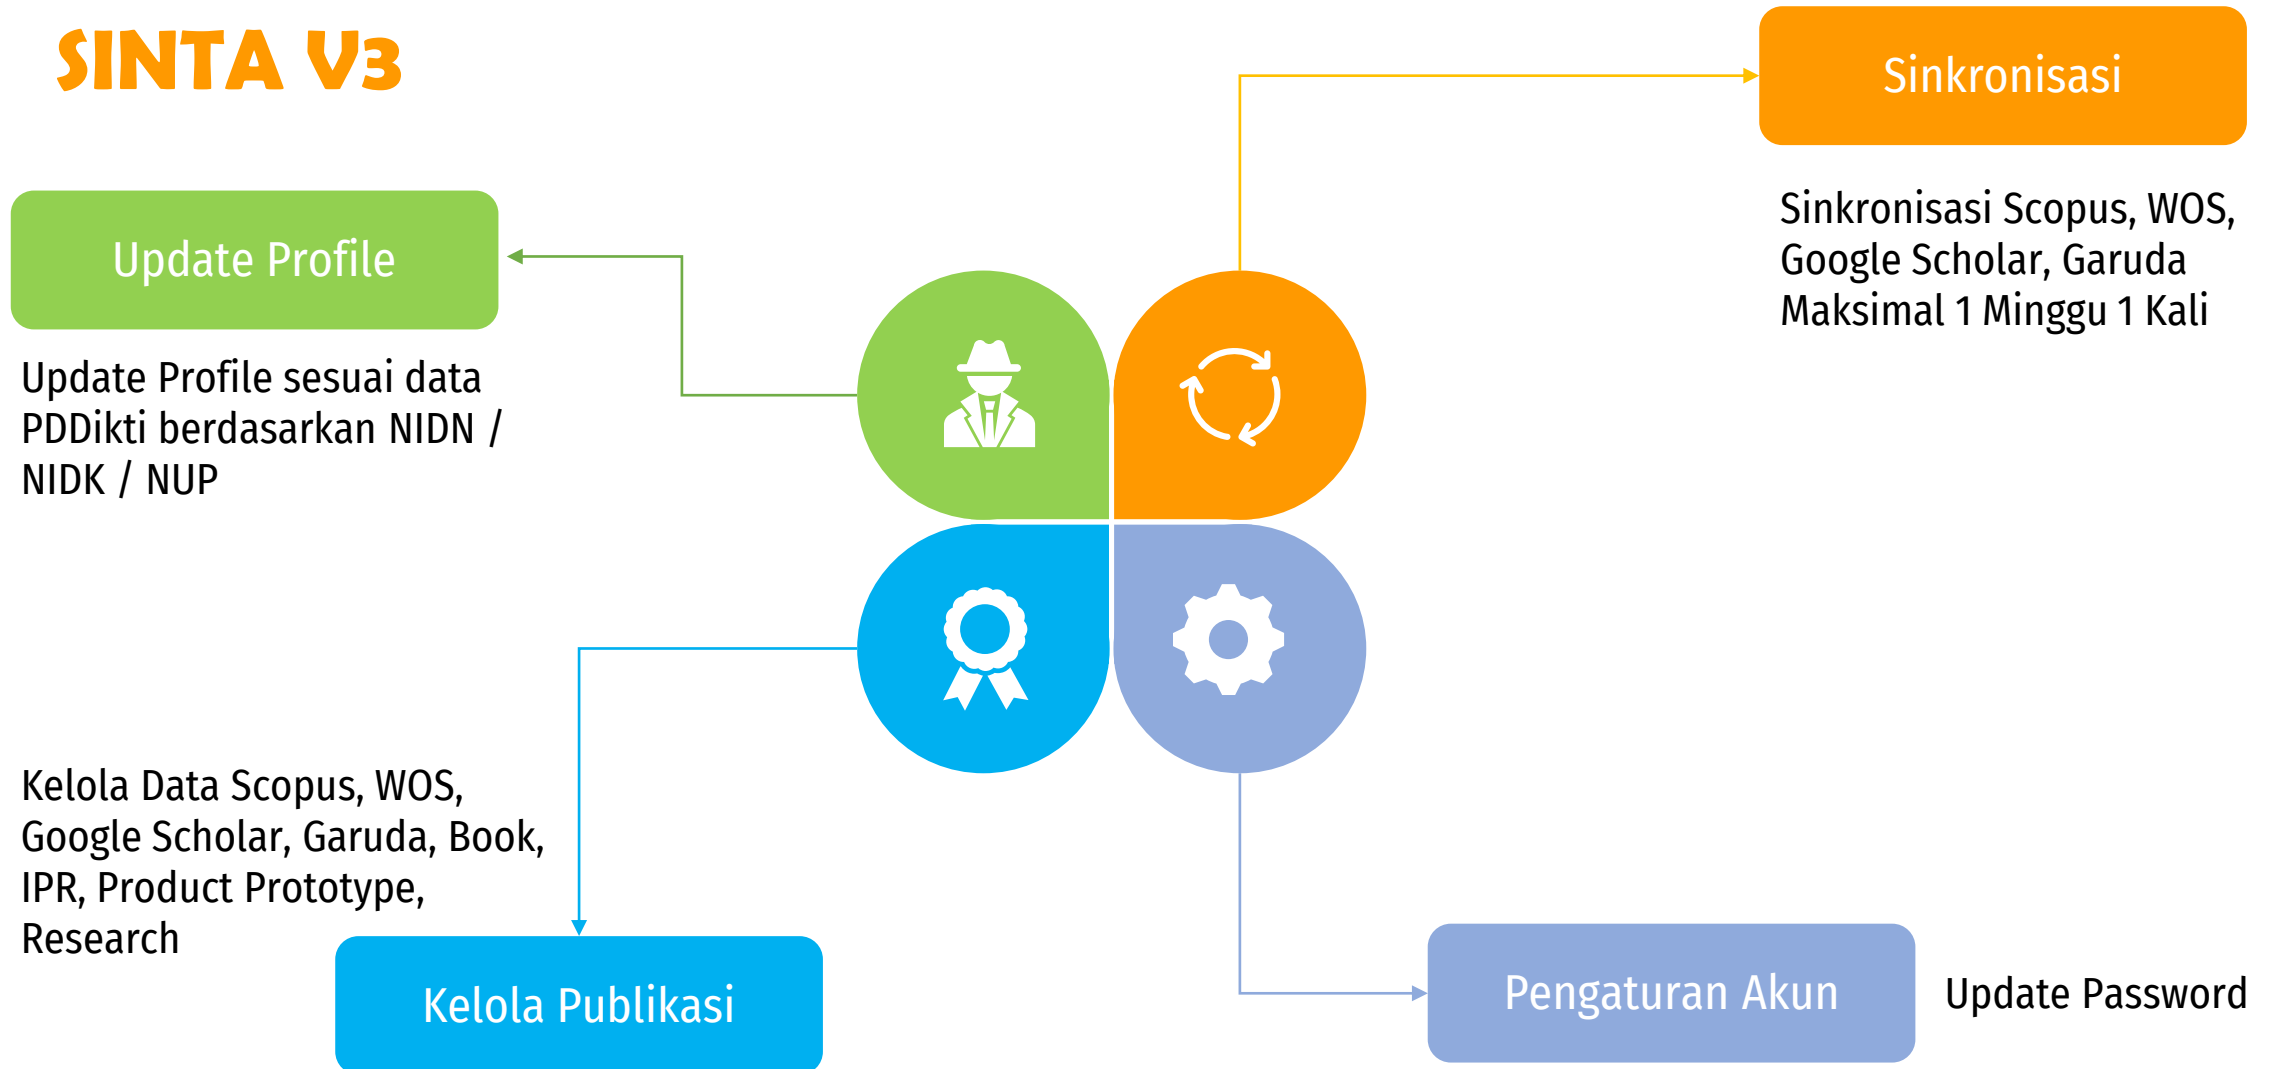 SINTA V3
Sinkronisasi
Sinkronisasi Scopus, WOS,
Google Scholar, Garuda
Maksimal 1 Minggu 1 Kali
Update Profile
Update Profile sesuai data
PDDikti berdasarkan NIDN /
NIDK / NUP
Kelola Data Scopus, WOS,
Google Scholar, Garuda, Book,
IPR, Product Prototype,
Research
Kelola Publikasi
Pengaturan Akun
Update Password